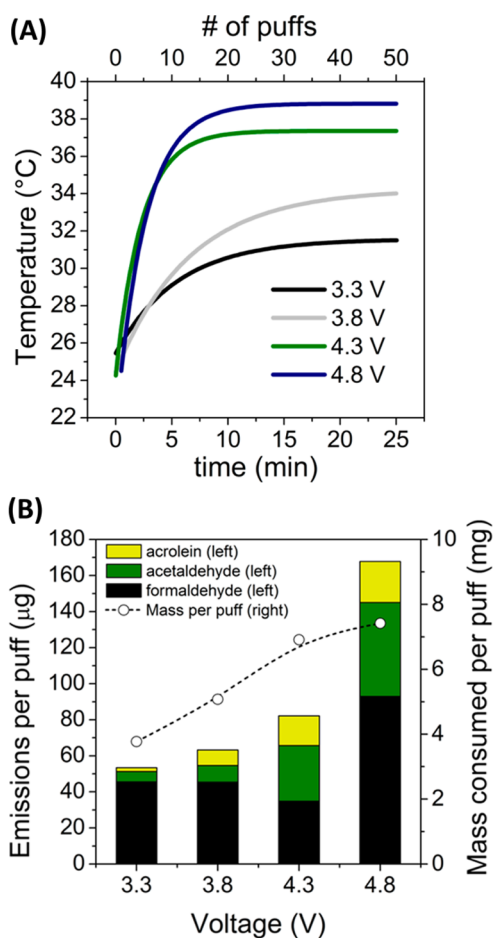 (A)
# of puffs
0 10 20 30 40 50
Temperature (°C)
40
38
36
34
32
30
28
26
24
22
3.3 V
3.8 V
4.3 V
4.8 V
0 5 10 15 20 25
time (min)
(B)
Emissions per puff (µg)
180
160
140
120
100
80
60
40
20
0
acrolein (left)
acetaldehyde (left)
formaldehyde (left)
Mass per puff (right)
10
8
6
4
2
0
Mass consumed per puff (mg)
3.3 3.8 4.3 4.8
Voltage (V)